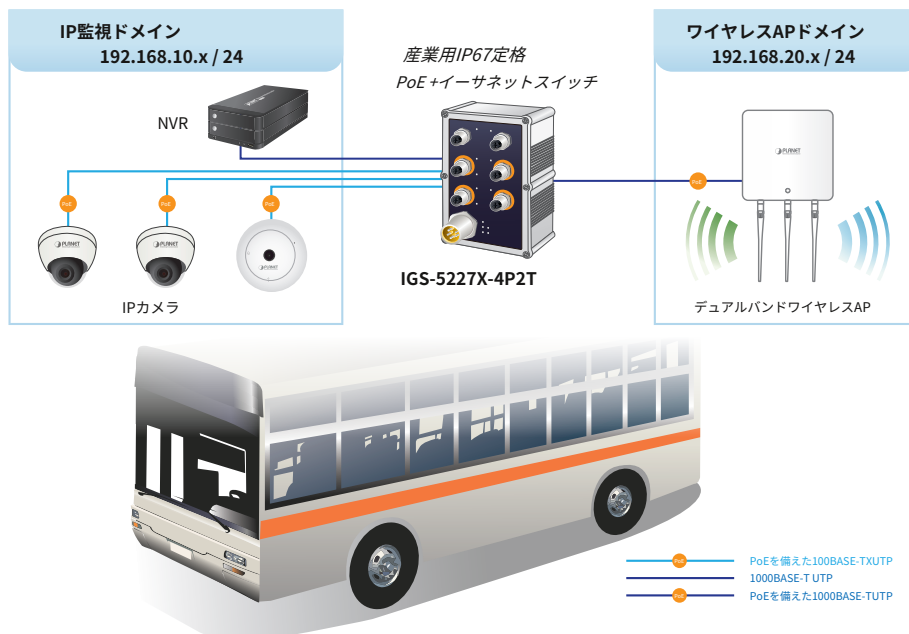 IP監視ドメイン
192.168.10.x / 24
産業用IP67定格
PoE +イーサネットスイッチ
ワイヤレスAPドメイン
192.168.20.x / 24
NVR
PLANET
PoE
PoE
PoE
PoE
PLANET
PLANET
PLANET
IGS-5227X-4P2T
IPカメラ
デュアルバンドワイヤレスAP
PoE
PoEを備えた100BASE-TXUTP
1000BASE-T UTP
PoE
PoEを備えた1000BASE-TUTP